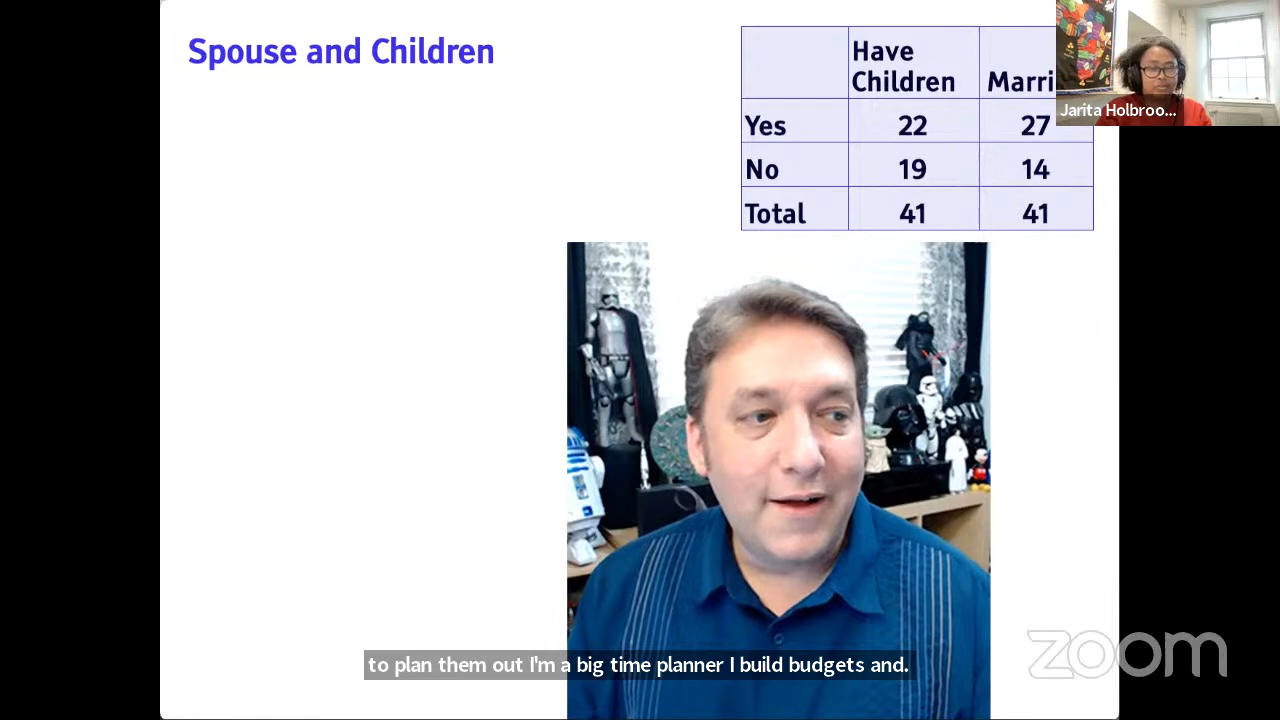 Spouse and Children
Have
Children
Marri
Yes 22 27
No 19 14
Total 41 41
Jarita Holbroo...
to plan them out I'm a big time planner I build budgets and.
zoom